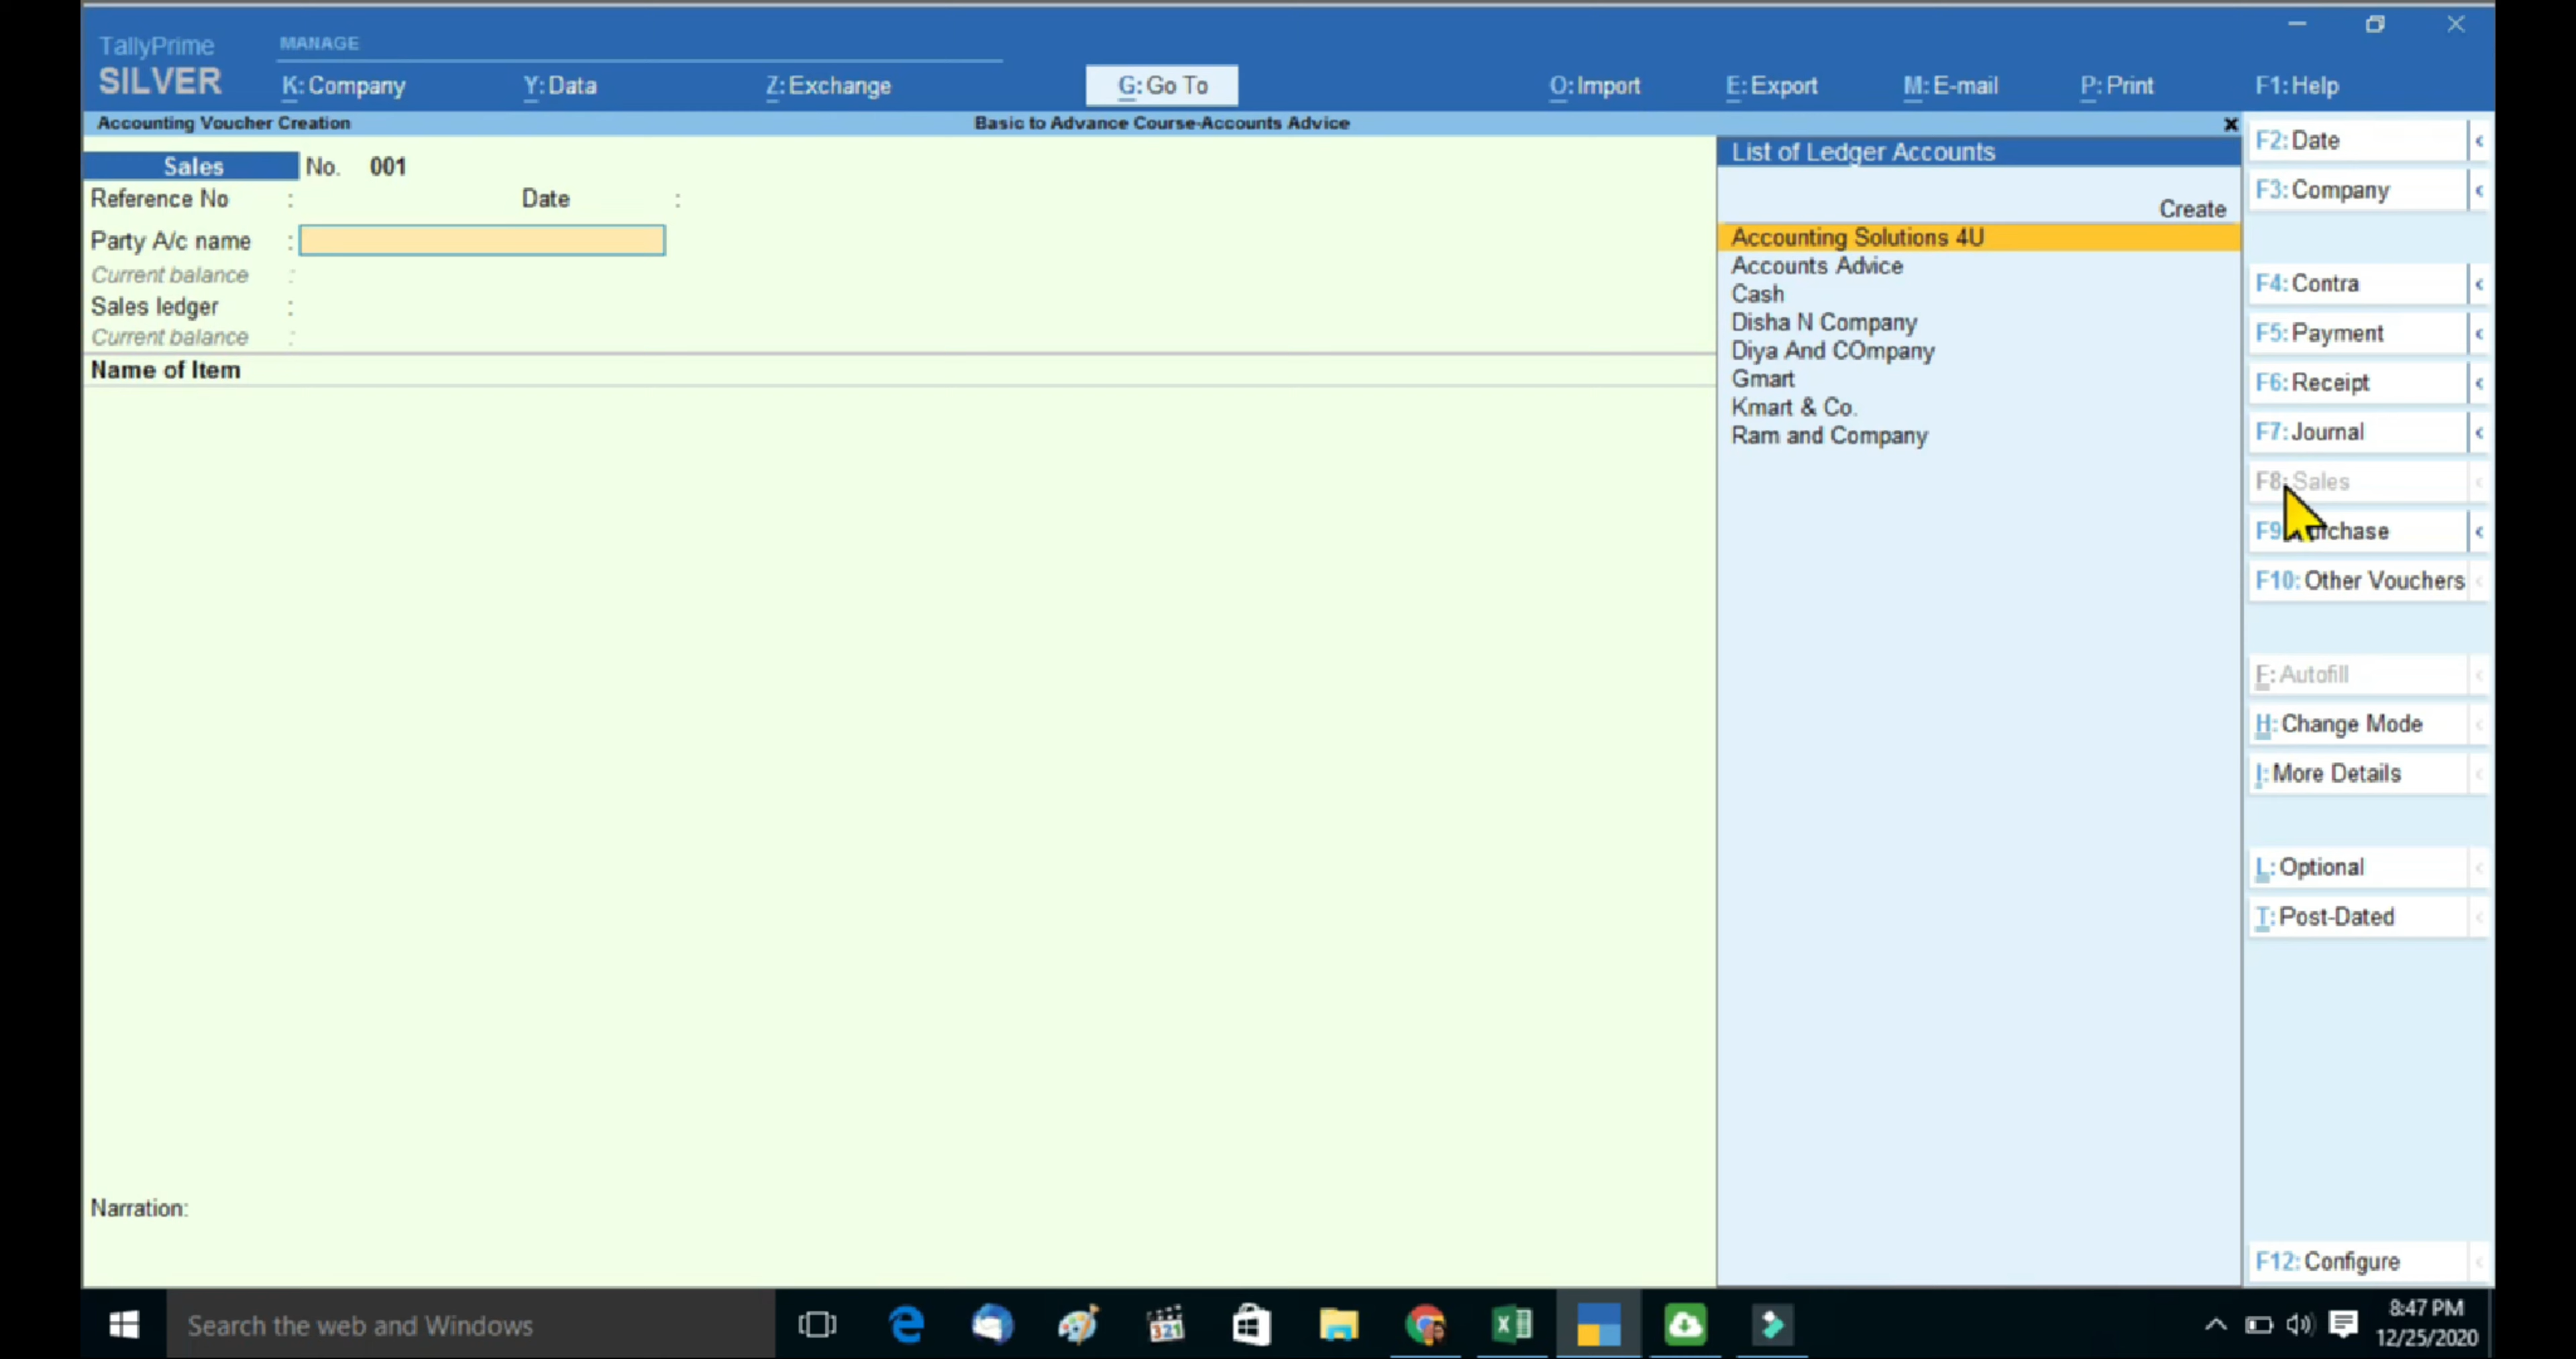 TallyPrime
MANAGE
SILVER
K: Company
Y: Data
Z: Exchange
G: Go To
O: Import
E: Export
M: E-mail
P: Print
F1: Help
Accounting Voucher Creation
Basic to Advance Course-Accounts Advice
Sales No. 001
Reference No : Date :
Party A/c name :
Current balance :
Sales ledger :
Current balance :
Name of Item
Narration:
List of Ledger Accounts
Create
Accounting Solutions 4U
Accounts Advice
Cash
Disha N Company
Diya And COmpany
Gmart
Kmart & Co.
Ram and Company
F2: Date
F3: Company
F4: Contra
F5: Payment
F6: Receipt
F7: Journal
F8: Sales
F9
F10: Other Vouchers
F: Autofill
H: Change Mode
I: More Details
L: Optional
T: Post-Dated
F12: Configure
Search the web and Windows
321
8:47 PM
12/25/2020